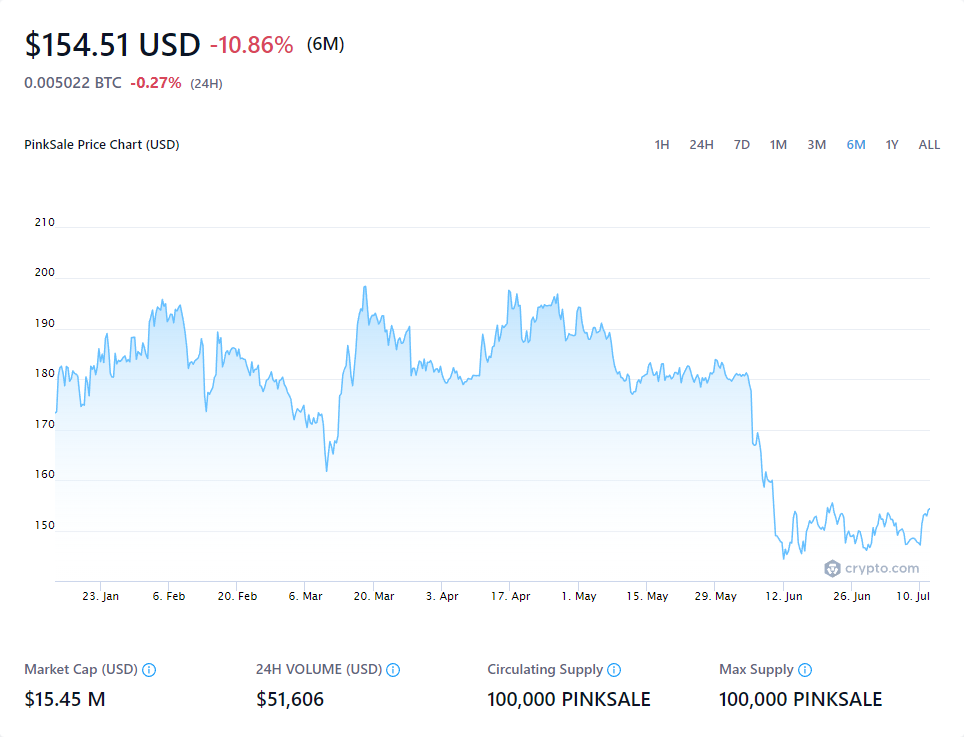 $154.51 USD -10.86% (6M)
0.005022 BTC -0.27% (24H)
PinkSale Price Chart (USD) 1H 24H 7D 1M 3M 6M 1Y ALL
210
200
190
180
170
160
150
crypto.com
23. Jan 6. Feb 20. Feb 6. Mar 20. Mar 3. Apr 17. Apr 1. May 15. May 29. May 12. Jun 26. Jun 10. Jul
Market Cap (USD) 24H VOLUME (USD) Circulating Supply Max Supply
$15.45 M $51,606 100,000 PINKSALE 100,000 PINKSALE